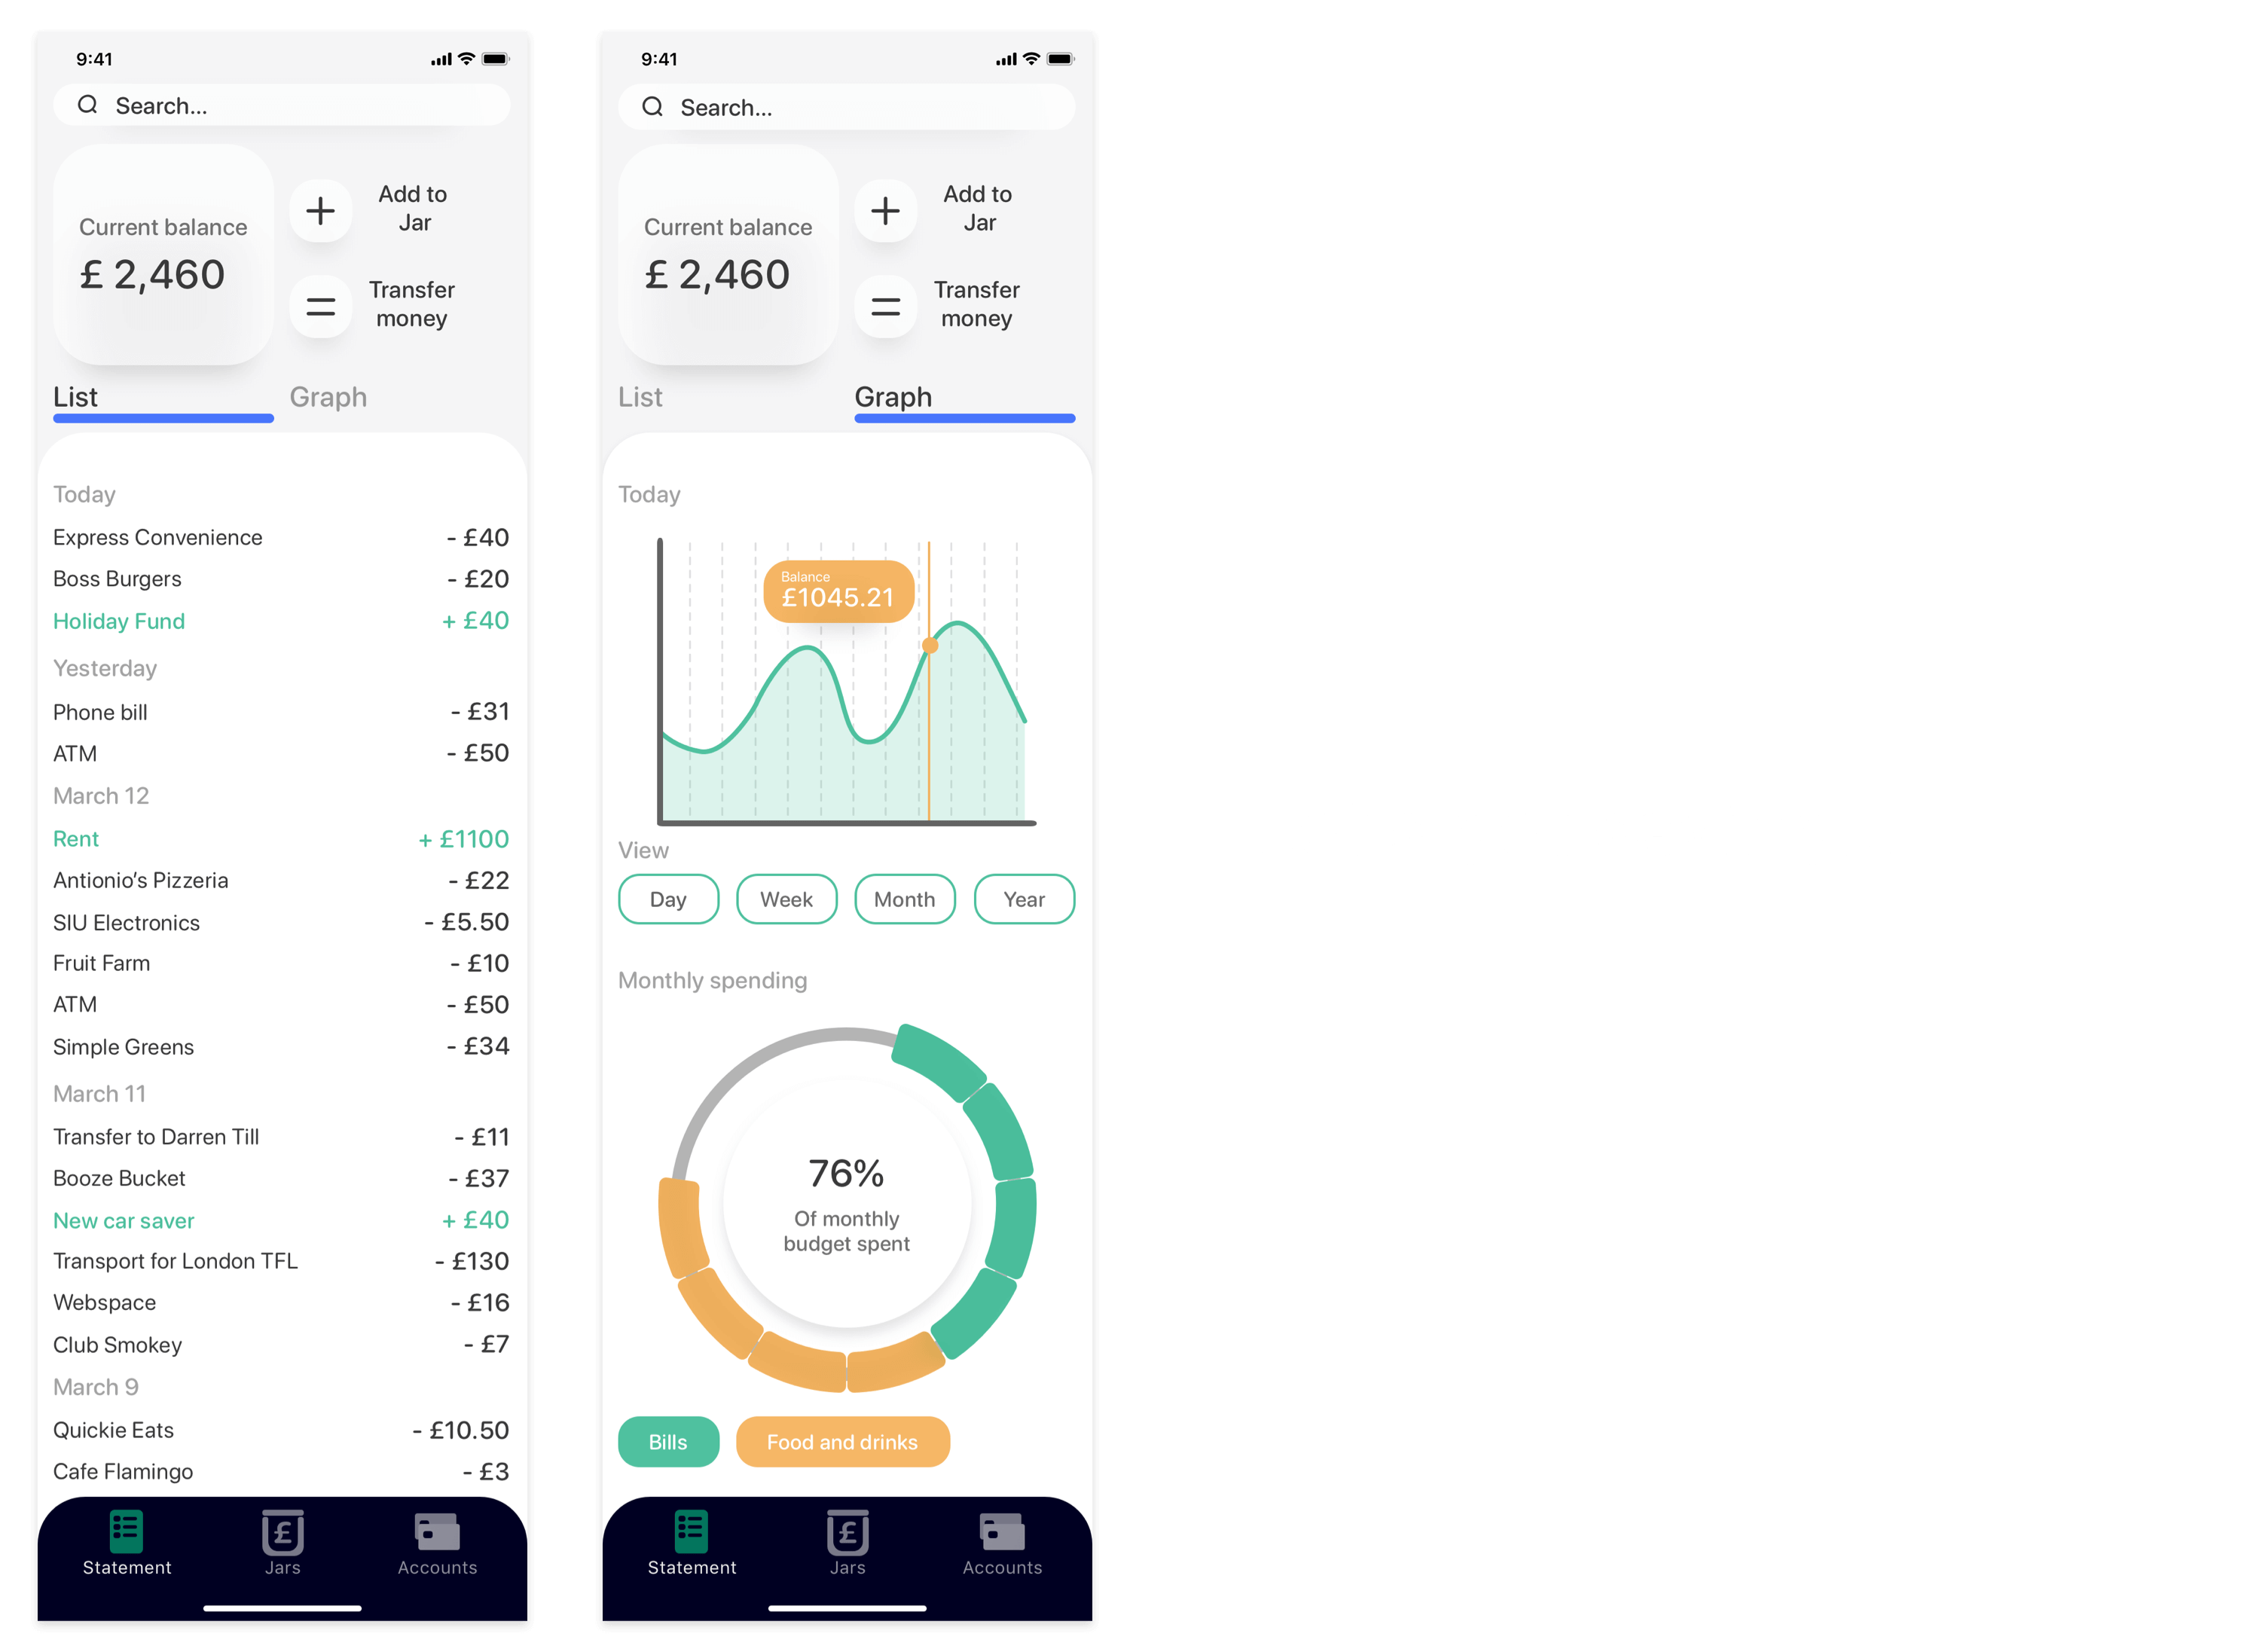 9:41
Search...
Current balance
£ 2,460
Add to
Jar
Transfer
money
List
Graph
Today
Express Convenience - £40
Boss Burgers - £20
Holiday Fund + £40
Yesterday
Phone bill - £31
ATM - £50
March 12
Rent + £1100
Antionio's Pizzeria - £22
SIU Electronics - £5.50
Fruit Farm - £10
ATM - £50
Simple Greens - £34
March 11
Transfer to Darren Till - £11
Booze Bucket - £37
New car saver + £40
Transport for London TFL - £130
Webspace - £16
Club Smokey - £7
March 9
Quickie Eats - £10.50
Cafe Flamingo - £3
£
Statement Jars Accounts
9:41
Search...
Current balance
£ 2,460
Add to
Jar
Transfer
money
List
Graph
Today
Balance
£1045.21
View
Day Week Month Year
Monthly spending
76%
Of monthly
budget spent
Bills Food and drinks
£
Statement Jars Accounts